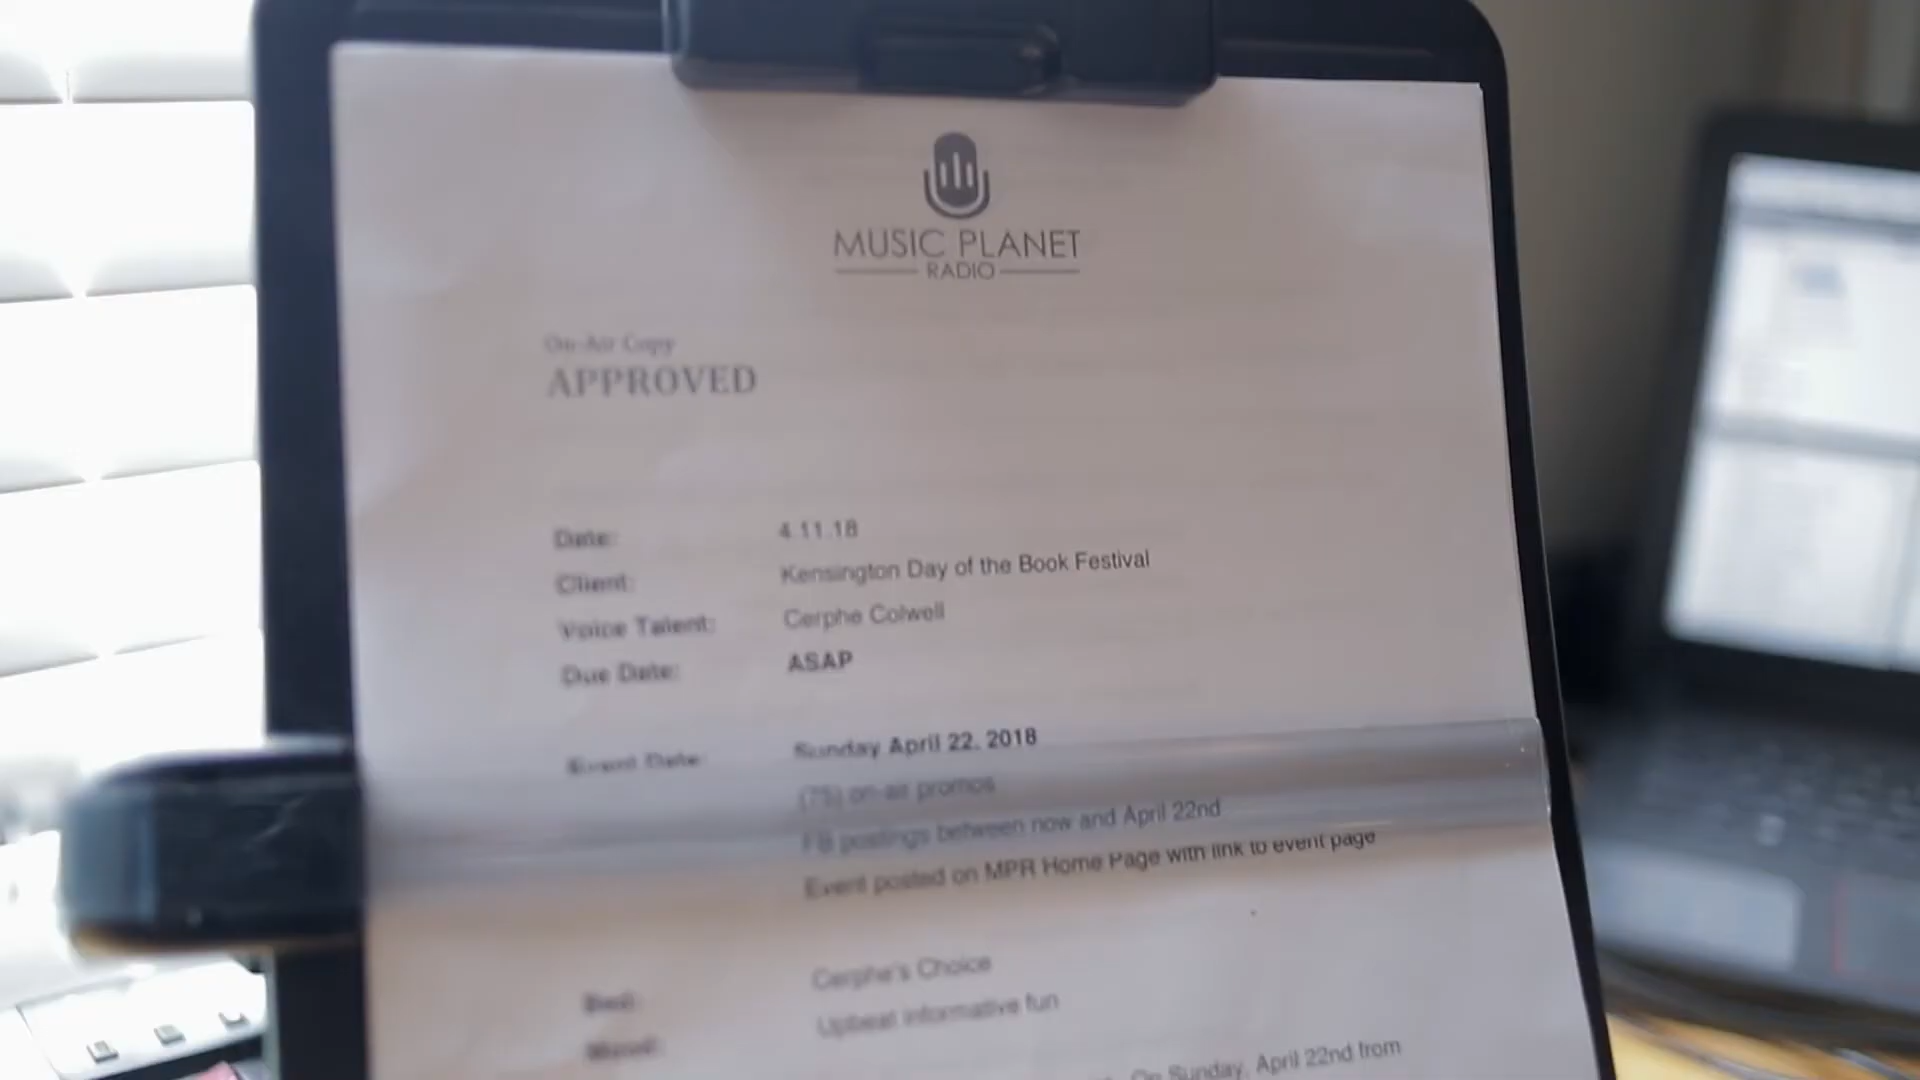 MUSIC PLANET
RADIO
On-Air Copy
APPROVED
Date: 4.11.18
Client: Kensington Day of the Book Festival
Voice Talent: Cerphe Colwell
Due Date: ASAP
Event Date: Sunday April 22, 2018
(75) on-air promos
FB postings between now and April 22nd
Event posted on MPR Home Page with link to event page
Bed: Cerphe's Choice
Mood: Upbeat informative fun
On Sunday, April 22nd from